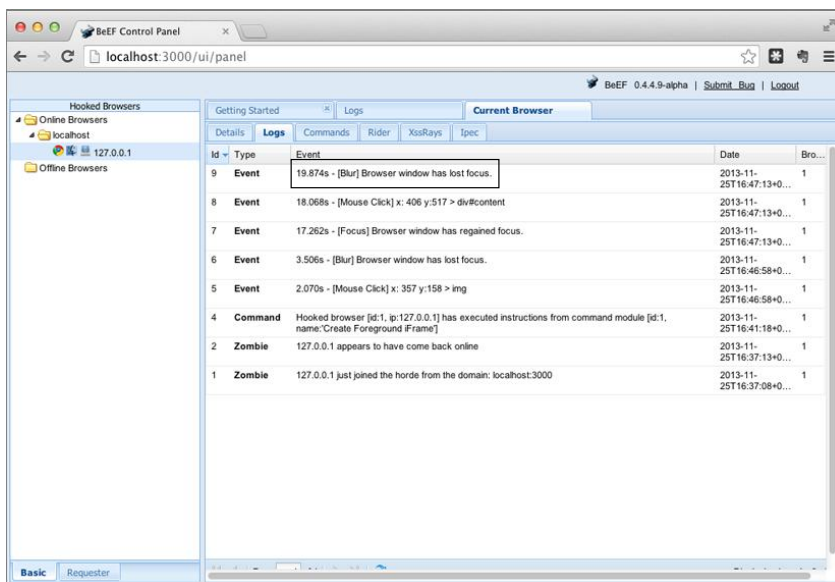 BeEF Control Panel
localhost:3000/ui/panel
BeEF 0.4.4.9-alpha | Submit Bug | Logout
Hooked Browsers
Online Browsers
localhost
127.0.0.1
Offline Browsers
Getting Started
Logs
Current Browser
Details
Logs
Commands
Rider
XssRays
Ipec
Id Type Event Date Bro...
9 Event 19.874s - [Blur] Browser window has lost focus. 2013-11- 1
25T16:47:13+0...
8 Event 18.068s - [Mouse Click] x: 406 y:517 > div#content 2013-11- 1
25T16:47:13+0...
7 Event 17.262s - [Focus] Browser window has regained focus. 2013-11- 1
25T16:47:13+0...
6 Event 3.506s - [Blur] Browser window has lost focus. 2013-11- 1
25T16:46:58+0...
5 Event 2.070s - [Mouse Click] x: 357 y:158 > img 2013-11- 1
25T16:46:58+0...
4 Command Hooked browser [id:1, ip:127.0.0.1] has executed instructions from command module [id:1, 2013-11- 1
name:'Create Foreground iFrame'] 25T16:41:18+0...
2 Zombie 127.0.0.1 appears to have come back online 2013-11- 1
25T16:37:13+0...
1 Zombie 127.0.0.1 just joined the horde from the domain: localhost:3000 2013-11- 1
25T16:37:08+0...
Basic
Requester